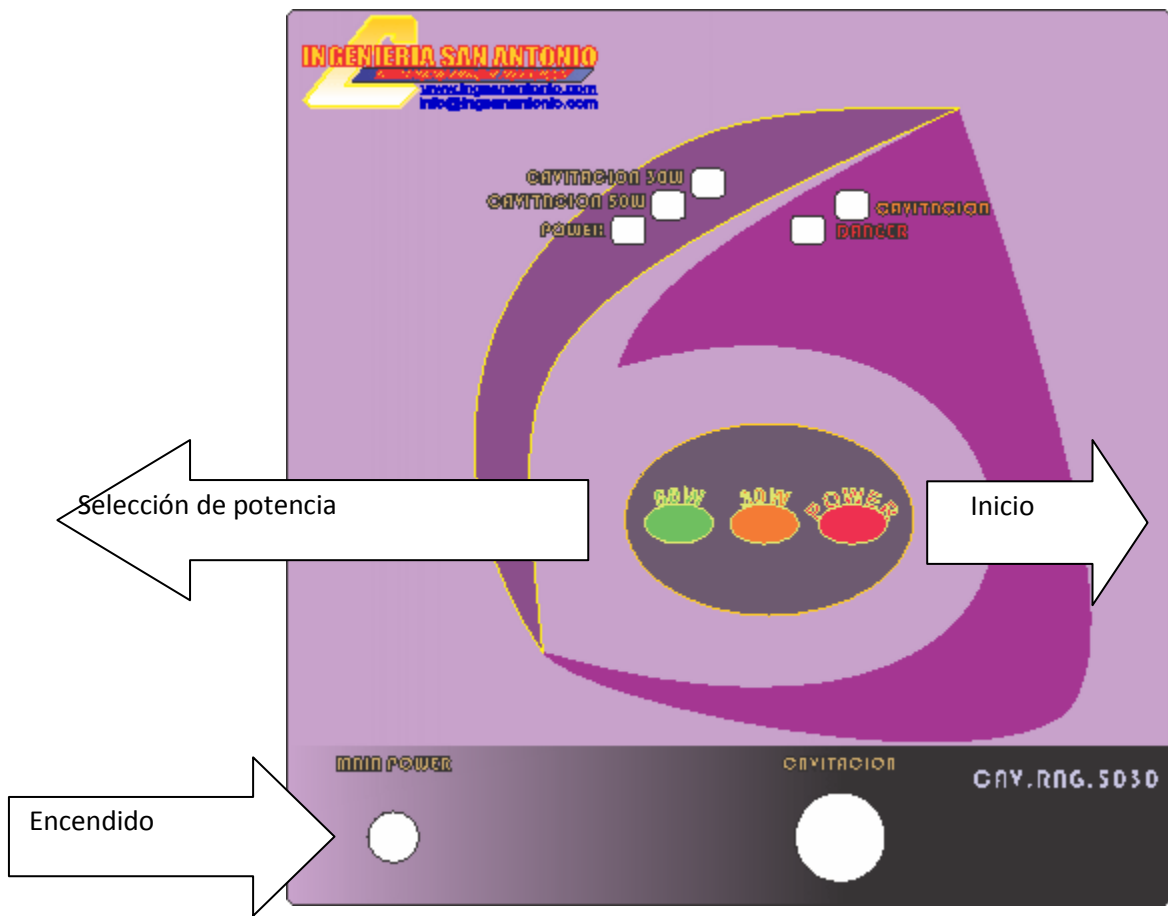 INGENIERIA SAN ANTONIO
www.ingsanantonio.com
info@ingsanantonio.com
CAVITACION 30W
CAVITACION 50W
POWER
CAVITACION
DANGER
Selección de potencia
50W 30W POWER
Inicio
MAIN POWER
CAVITACION
CAV.RNG.5030
Encendido